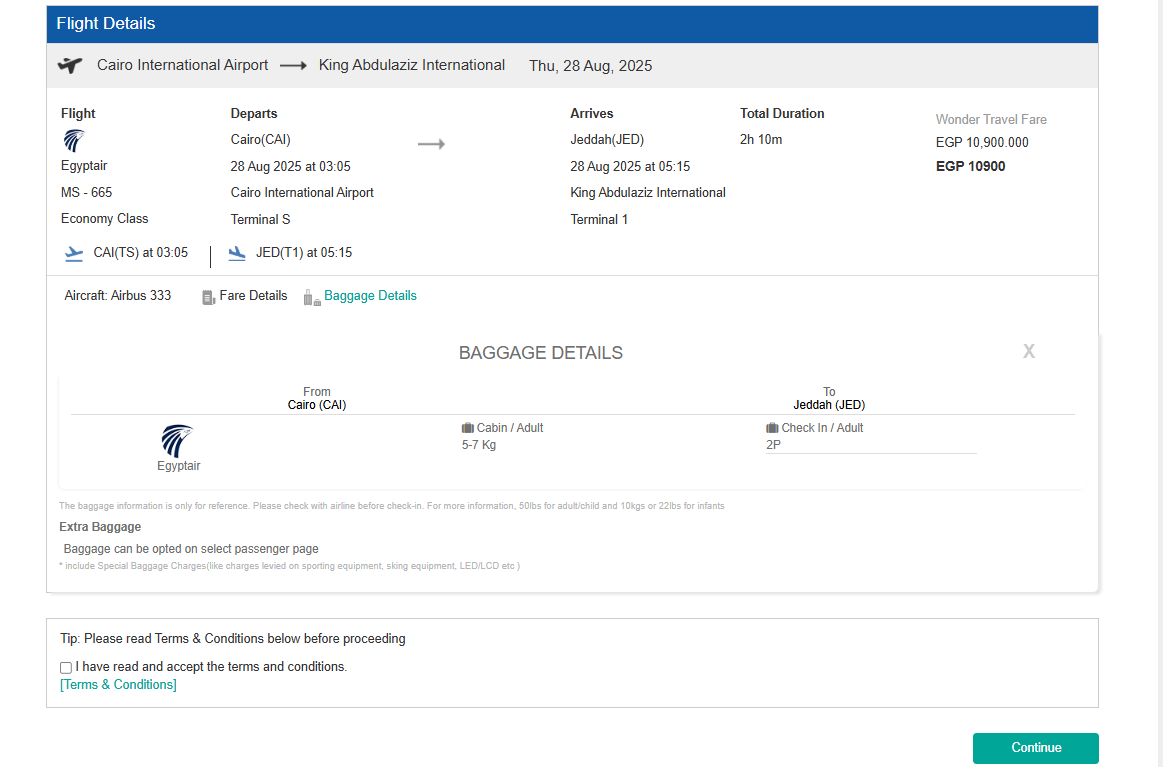 Flight Details
Cairo International Airport → King Abdulaziz International Thu, 28 Aug, 2025
Flight Departs Arrives Total Duration
Wonder Travel Fare
Cairo(CAI) → Jeddah(JED) 2h 10m
EGP 10,900.000
Egyptair 28 Aug 2025 at 03:05 28 Aug 2025 at 05:15 EGP 10900
MS - 665 Cairo International Airport King Abdulaziz International
Economy Class Terminal S Terminal 1
CAI(TS) at 03:05 | JED(T1) at 05:15
Aircraft: Airbus 333 Fare Details Baggage Details
BAGGAGE DETAILS X
From To
Cairo (CAI) Jeddah (JED)
Cabin / Adult Check In / Adult
5-7 Kg 2P
Egyptair
The baggage information is only for reference. Please check with airline before check-in. For more information, 50lbs for adult/child and 10kgs or 22lbs for infants
Extra Baggage
Baggage can be opted on select passenger page
* include Special Baggage Charges(like charges levied on sporting equipment, sking equipment, LED/LCD etc )
Tip: Please read Terms & Conditions below before proceeding
I have read and accept the terms and conditions.
[Terms & Conditions]
Continue